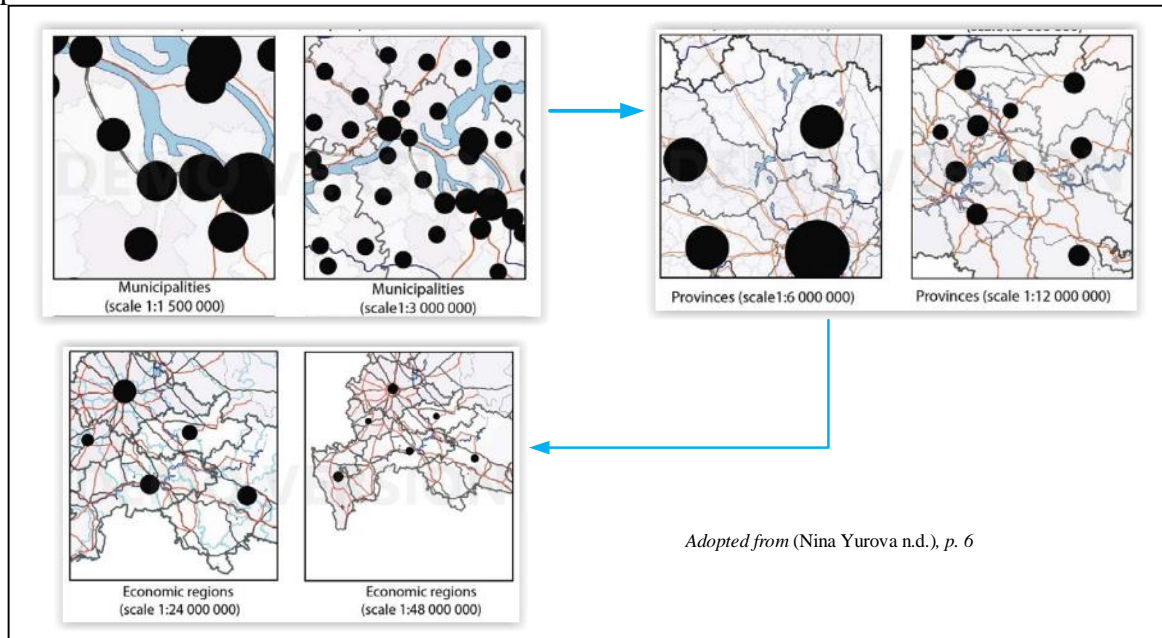 Municipalities
(scale 1:1 500 000)
Municipalities
(scale1:3 000 000)
Provinces (scale1:6 000 000)
Provinces (scale 1:12 000 000)
DEMO VERSION
Economic regions
(scale 1:24 000 000)
Economic regions
(scale 1:48 000 000)
Adopted from (Nina Yurova n.d.), p. 6